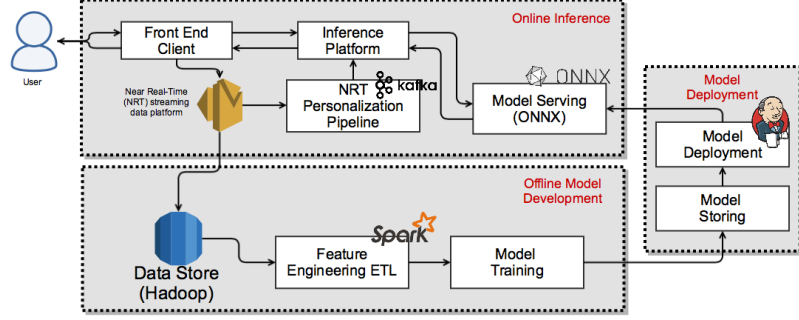 Online Inference
Front End
Client
Inference
Platform
User
Near Real-Time
(NRT) streaming
data platform
kafka
NRT
Personalization
Pipeline
ONNX
Model Serving
(ONNX)
Model
Deployment
Model
Deployment
Model
Storing
Offline Model
Development
Spark
Data Store
(Hadoop)
Feature
Engineering ETL
Model
Training